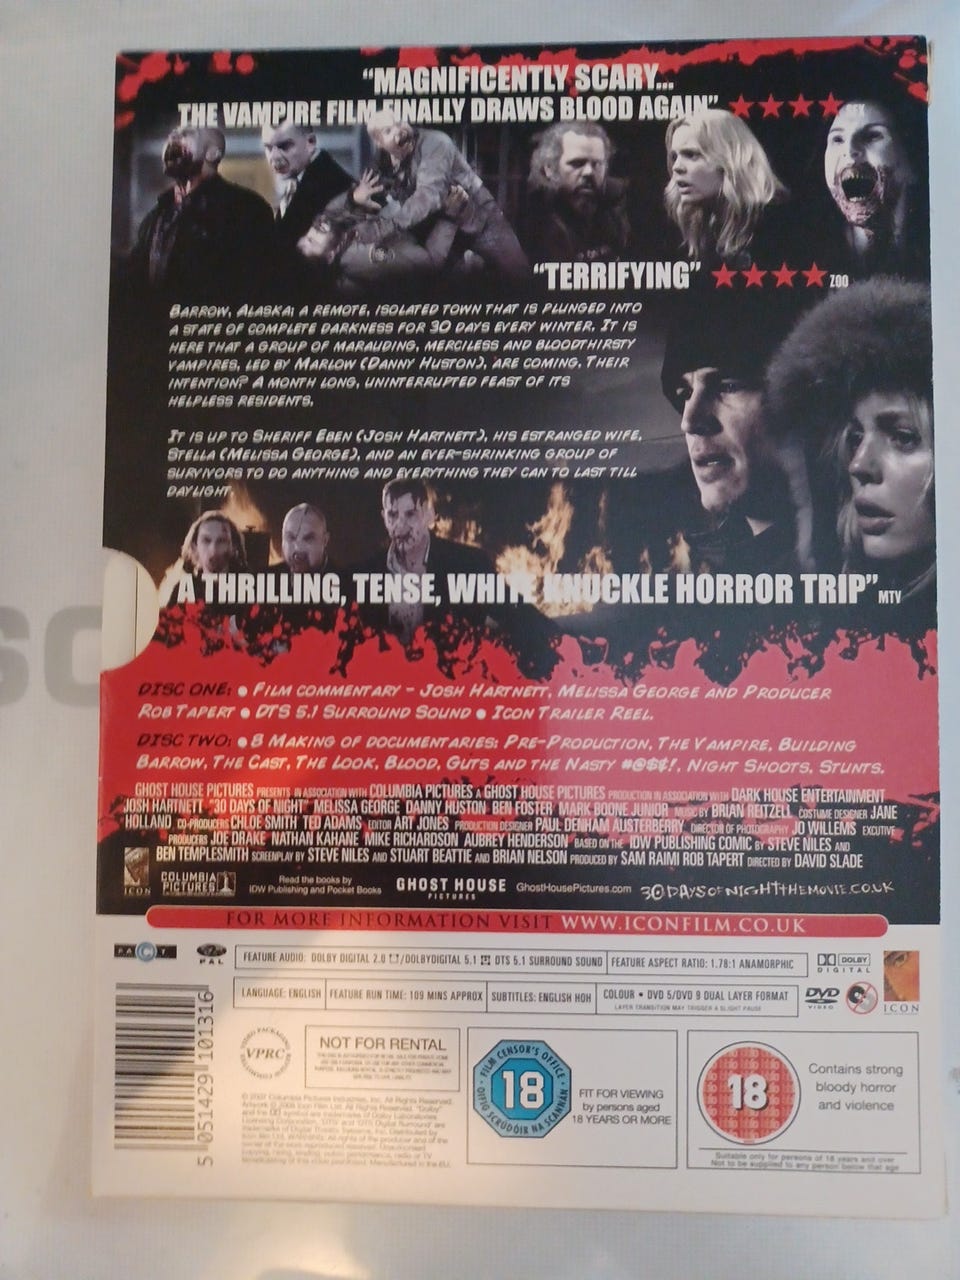 “MAGNIFICENTLY SCARY...
THE VAMPIRE FILM FINALLY DRAWS BLOOD AGAIN”
“TERRIFYING” ZOO
BARROW, ALASKA; A REMOTE, ISOLATED TOWN THAT IS PLUNGED INTO
A STATE OF COMPLETE DARKNESS FOR 30 DAYS EVERY WINTER. IT IS
HERE THAT A GROUP OF MARAUDING, MERCILESS AND BLOODTHIRSTY
VAMPIRES, LED BY MARLOW (DANNY HUSTON), ARE COMING. THEIR
INTENTION? A MONTH LONG, UNINTERRUPTED FEAST OF ITS
HELPLESS RESIDENTS.
IT IS UP TO SHERIFF EBEN (JOSH HARTNETT), HIS ESTRANGED WIFE,
STELLA (MELISSA GEORGE), AND AN EVER-SHRINKING GROUP OF
SURVIVORS TO DO ANYTHING AND EVERYTHING THEY CAN TO LAST TILL
DAYLIGHT.
“A THRILLING, TENSE, WHITE KNUCKLE HORROR TRIP” MTV
DISC ONE: • FILM COMMENTARY - JOSH HARTNETT, MELISSA GEORGE AND PRODUCER
ROB TAPERT • DTS 5.1 SURROUND SOUND • ICON TRAILER REEL.
DISC TWO: • 8 MAKING OF DOCUMENTARIES: PRE-PRODUCTION, THE VAMPIRE, BUILDING
BARROW, THE CAST, THE LOOK, BLOOD, GUTS AND THE NASTY #@$¢!, NIGHT SHOOTS, STUNTS.
GHOST HOUSE PICTURES PRESENTS IN ASSOCIATION WITH COLUMBIA PICTURES A GHOST HOUSE PICTURES PRODUCTION IN ASSOCIATION WITH DARK HOUSE ENTERTAINMENT
JOSH HARTNETT "30 DAYS OF NIGHT" MELISSA GEORGE DANNY HUSTON BEN FOSTER MARK BOONE JUNIOR MUSIC BY BRIAN REITZELL COSTUME DESIGNER JANE
HOLLAND CO-PRODUCERS CHLOE SMITH TED ADAMS EDITOR ART JONES PRODUCTION DESIGNER PAUL DENHAM AUSTERBERRY DIRECTOR OF PHOTOGRAPHY JO WILLEMS EXCUTIVE
PRODUCERS JOE DRAKE NATHAN KAHANE MIKE RICHARDSON AUBREY HENDERSON BASED ON THE IDW PUBLISHING COMIC BY STEVE NILES AND
BEN TEMPLESMITH SCREENPLAY BY STEVE NILES AND STUART BEATTIE AND BRIAN NELSON PRODUCED BY SAM RAIMI ROB TAPERT DIRECTED BY DAVID SLADE
ICON
COLUMBIA PICTURES
Read the books by
IDW Publishing and Pocket Books
GHOST HOUSE
PICTURES
GhostHousePictures.com
30DAYSOFNIGHTTHEMOVIE.CO.UK
FOR MORE INFORMATION VISIT WWW.ICONFILM.CO.UK
FACT
2
PAL
FEATURE AUDIO: DOLBY DIGITAL 2.0 /DOLBYDIGITAL 5.1 DTS 5.1 SURROUND SOUND
FEATURE ASPECT RATIO: 1.78:1 ANAMORPHIC
DOLBY
DIGITAL
LANGUAGE: ENGLISH
FEATURE RUN TIME: 109 MINS APPROX
SUBTITLES: ENGLISH HOH
COLOUR • DVD 5/DVD 9 DUAL LAYER FORMAT
LAYER TRANSITION MAY TRIGGER A SLIGHT PAUSE
DVD
VIDEO
ICON
5 051429 101316
VPRC
NOT FOR RENTAL
FILM CENSOR'S OFFICE
18
OIFIG SCRÚDÓIR NA SCANNÁN
FIT FOR VIEWING
by persons aged
18 YEARS OR MORE
18
Contains strong
bloody horror
and violence
Suitable only for persons of 18 years and over
Not to be supplied to any person below that age